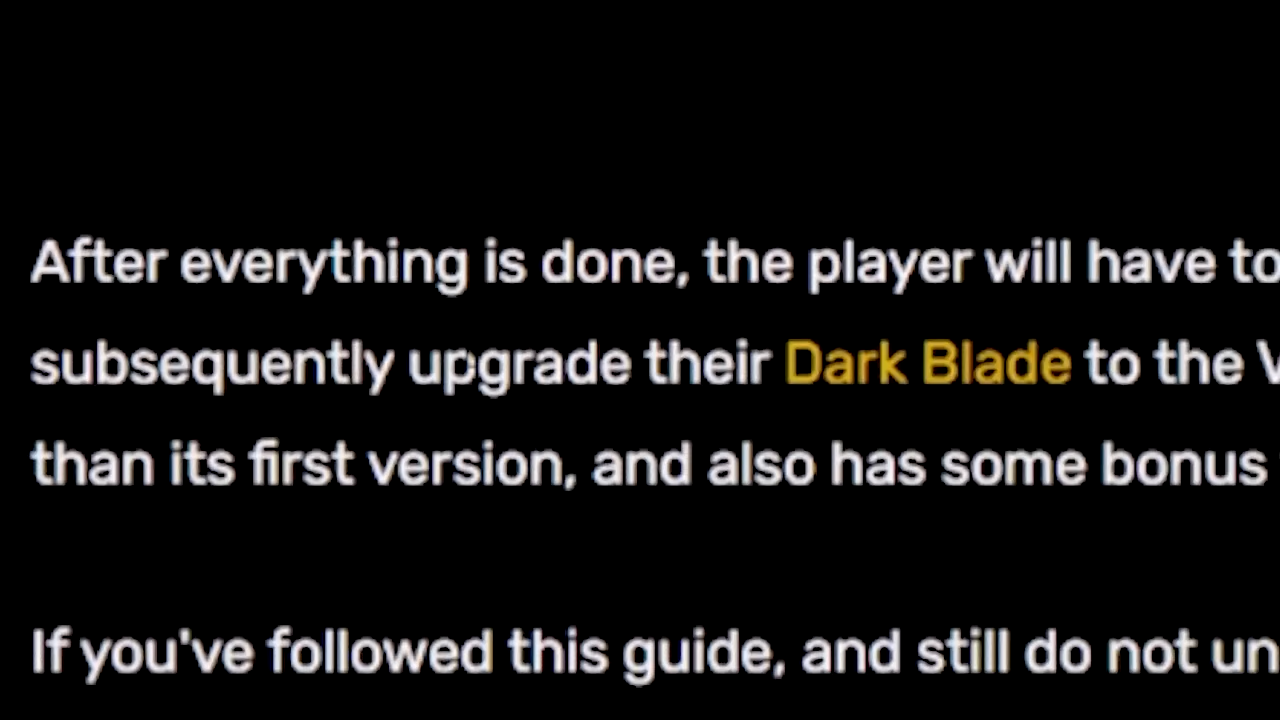 After everything is done, the player will have to
subsequently upgrade their Dark Blade to the V
than its first version, and also has some bonus
If you've followed this guide, and still do not un